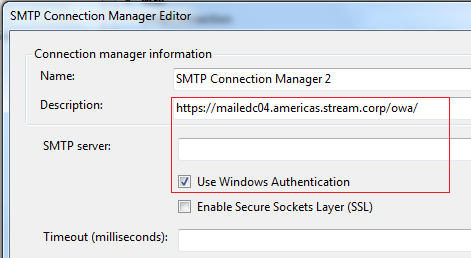 SMTP Connection Manager Editor
Connection manager information
Name: SMTP Connection Manager 2
Description: https://mailedc04.americas.stream.corp/owa/
SMTP server:
Use Windows Authentication
Enable Secure Sockets Layer (SSL)
Timeout (milliseconds):